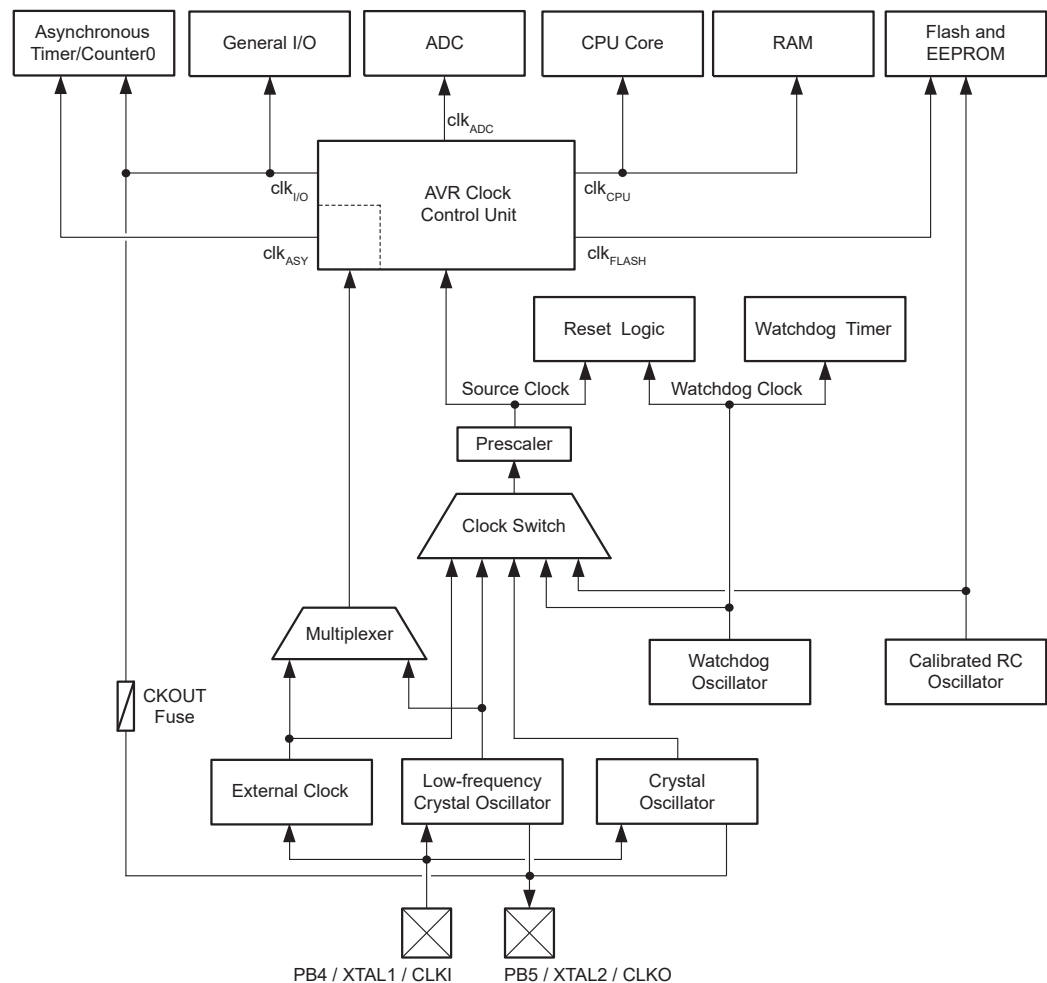 Asynchronous
Timer/Counter0
General I/O
ADC
CPU Core
RAM
Flash and
EEPROM
clkADC
clkI/O
AVR Clock
Control Unit
clkCPU
clkASY
clkFLASH
Reset Logic
Watchdog Timer
Source Clock
Watchdog Clock
Prescaler
Clock Switch
Multiplexer
Watchdog
Oscillator
Calibrated RC
Oscillator
CKOUT
Fuse
External Clock
Low-frequency
Crystal Oscillator
Crystal
Oscillator
PB4 / XTAL1 / CLKI
PB5 / XTAL2 / CLKO